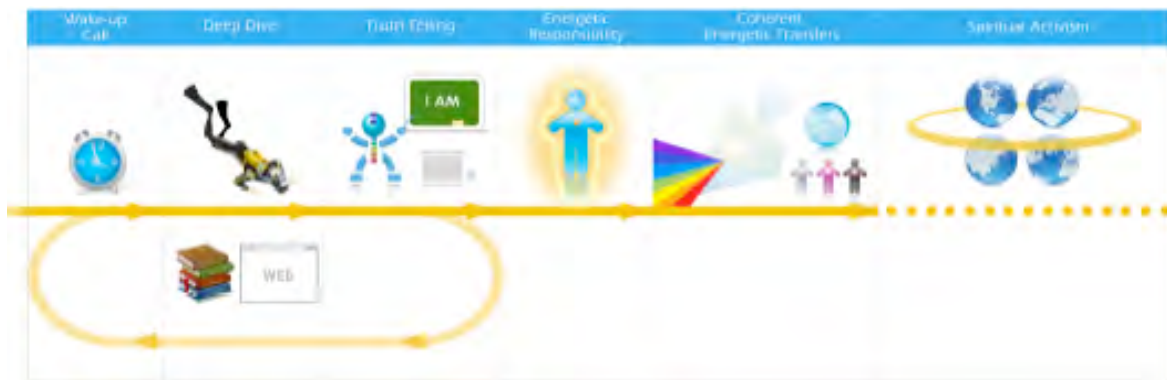 Wake-up
Call
Deep Dive
Truth Telling
Energetic
Responsibility
Coherent
Energetic Transfers
Spiritual Activism
I AM
WEB